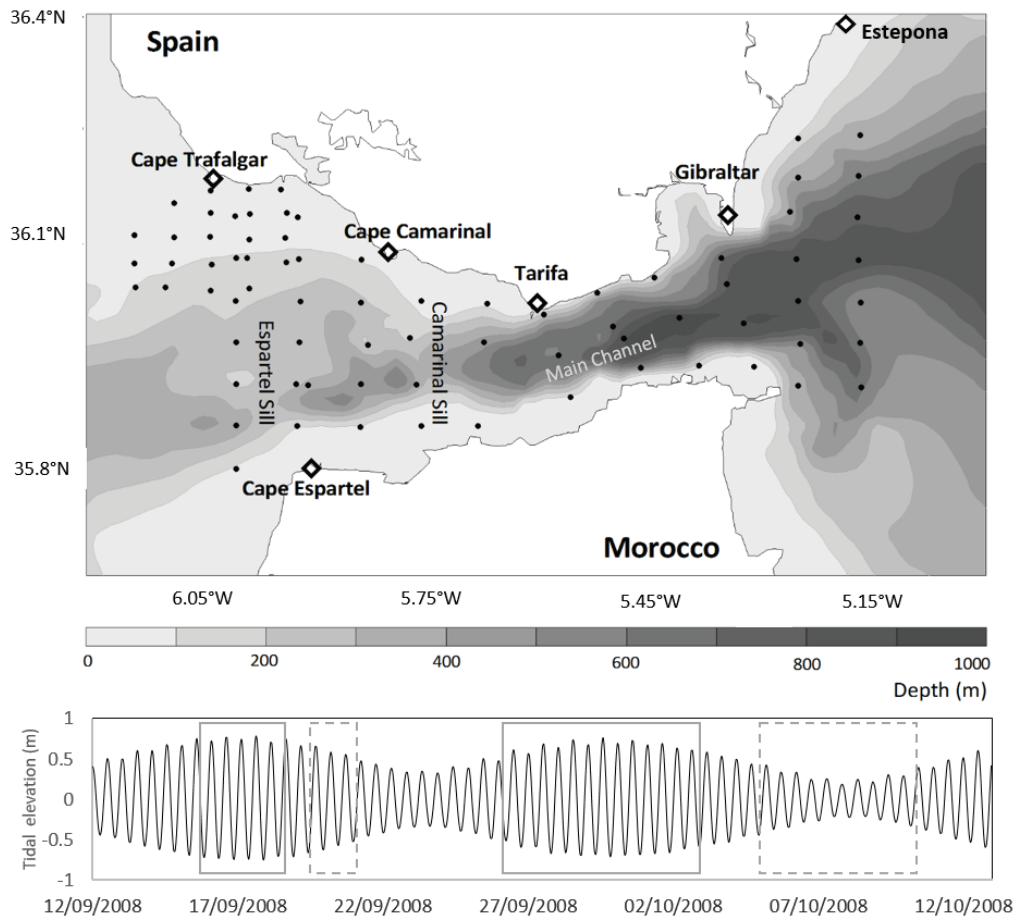 36.4°N
Spain
Estepona
Cape Trafalgar
Gibraltar
36.1°N
Cape Camarinal
Tarifa
Espartel Sill
Camarinal Sill
Main Channel
35.8°N
Cape Espartel
Morocco
6.05°W 5.75°W 5.45°W 5.15°W
0 200 400 600 800 1000
Depth (m)
Tidal elevation (m)
1
0.5
0
-0.5
-1
12/09/2008 17/09/2008 22/09/2008 27/09/2008 02/10/2008 07/10/2008 12/10/2008